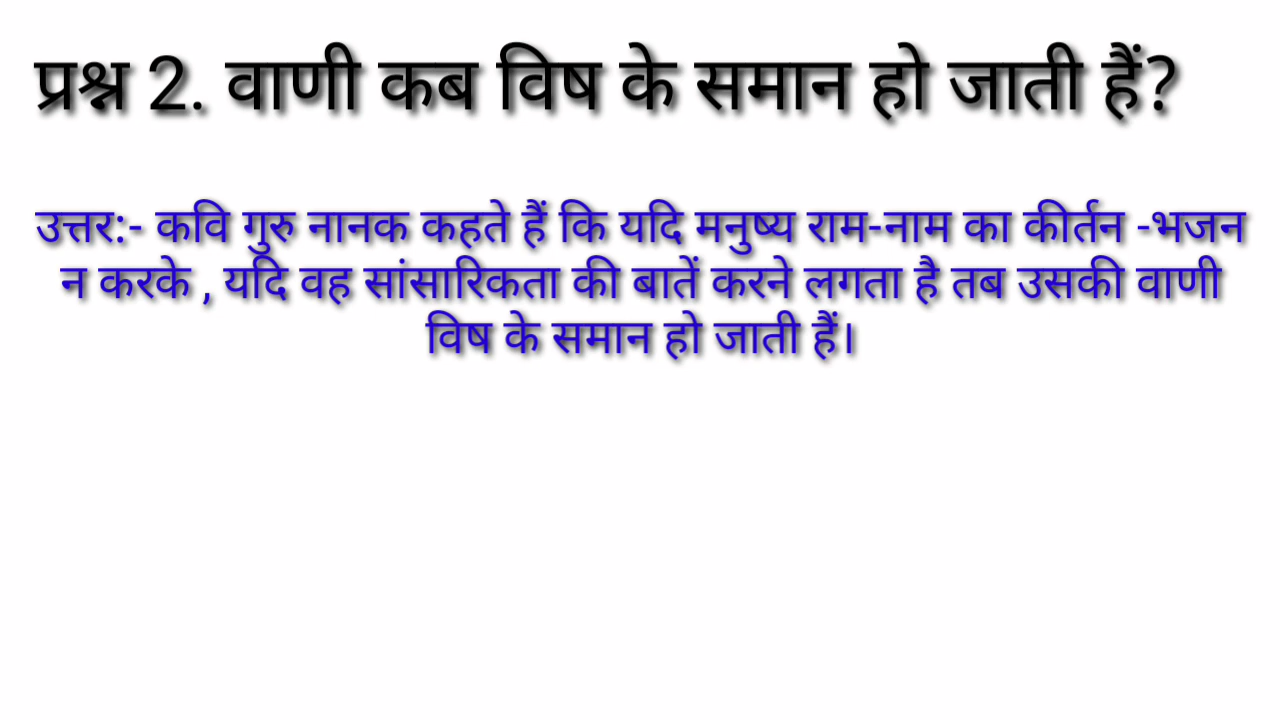 प्रश्न 2. वाणी कब विष के समान हो जाती हैं?
उत्तर:- कवि गुरु नानक कहते हैं कि यदि मनुष्य राम-नाम का कीर्तन -भजन
न करके , यदि वह सांसारिकता की बातें करने लगता है तब उसकी वाणी
विष के समान हो जाती हैं।